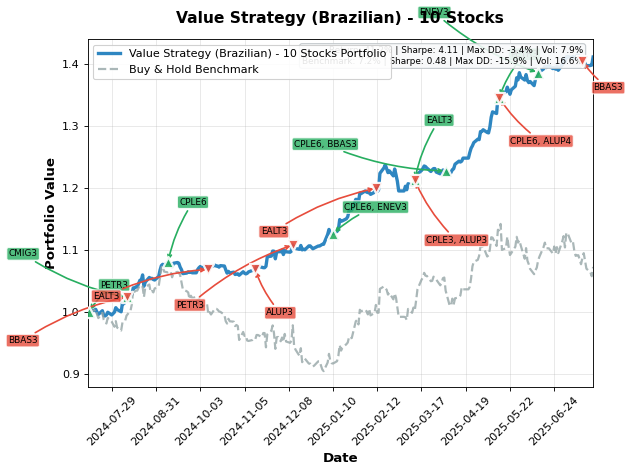 Value Strategy (Brazilian) - 10 Stocks
ENEV3
Value Strategy (Brazilian) - 10 Stocks Portfolio
Buy & Hold Benchmark
| Sharpe: 4.11 | Max DD: -3.4% | Vol: 7.9%
| Sharpe: 0.48 | Max DD: -15.9% | Vol: 16.6%
BBAS3
EALT3
CPLE6, BBAS3
CPLE6, ALUP4
CPLE6
CPLE6, ENEV3
EALT3
CPLE3, ALUP3
CMIG3
PETR3
EALT3
PETR3
ALUP3
BBAS3
1.4
1.3
1.2
1.1
1.0
0.9
Portfolio Value
2024-07-29
2024-08-31
2024-10-03
2024-11-05
2024-12-08
2025-01-10
2025-02-12
2025-03-17
2025-04-19
2025-05-22
2025-06-24
Date